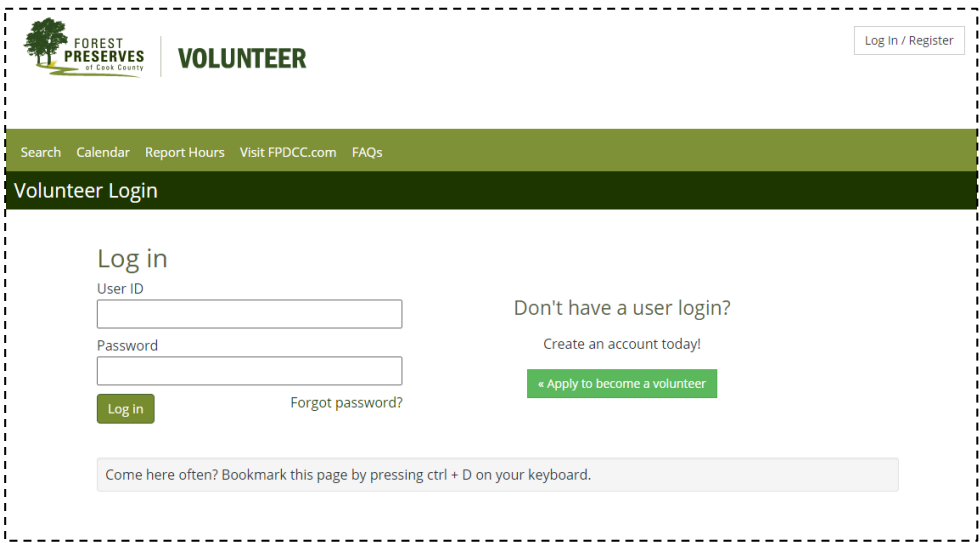 FOREST
PRESERVES
of Cook County
VOLUNTEER
Log In / Register
Search Calendar Report Hours Visit FPDCC.com FAQs
Volunteer Login
Log in
User ID
Password
Log in
Forgot password?
Don't have a user login?
Create an account today!
« Apply to become a volunteer
Come here often? Bookmark this page by pressing ctrl + D on your keyboard.